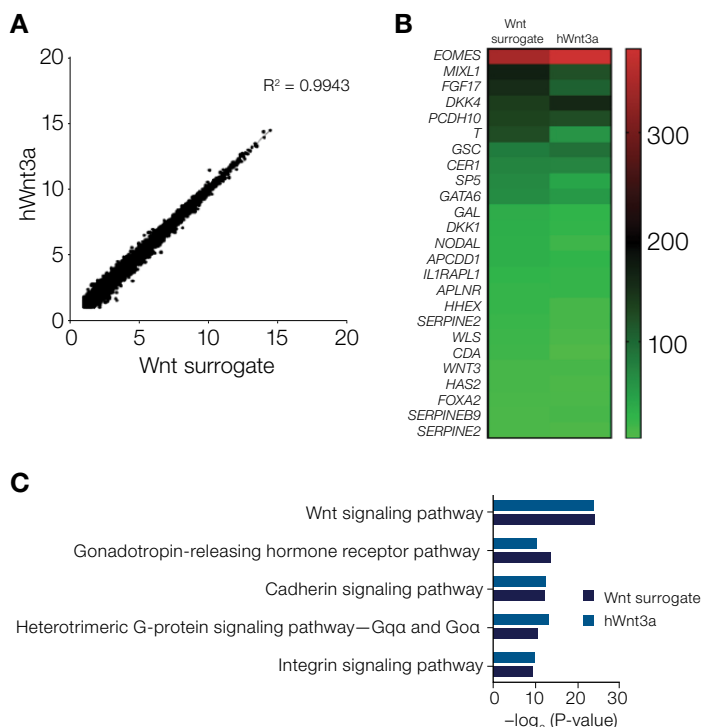 A
20
15
10
5
0
hWnt3a
R² = 0.9943
0 5 10 15 20
Wnt surrogate
B
Wnt surrogate
hWnt3a
EOMES
MIXL1
FGF17
DKK4
PCDH10
T
GSC
CER1
SP5
GATA6
GAL
DKK1
NODAL
APCDD1
IL1RAPL1
APLNR
HHEX
SERPINE2
WLS
CDA
WNT3
HAS2
FOXA2
SERPINEB9
SERPINE2
300
200
100
C
Wnt signaling pathway
Gonadotropin-releasing hormone receptor pathway
Cadherin signaling pathway
Heterotrimeric G-protein signaling pathway—Gqα and Goα
Integrin signaling pathway
Wnt surrogate
hWnt3a
0 10 20 30
(P-value)